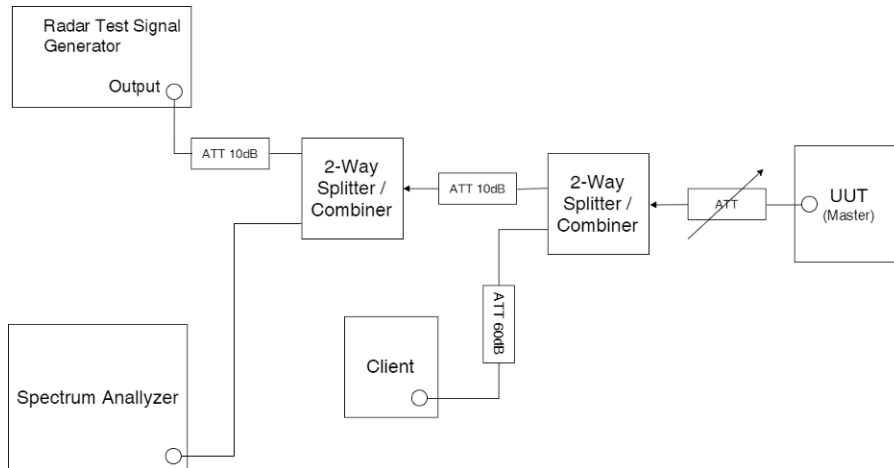 Radar Test Signal
Generator
Output
ATT 10dB
2-Way
Splitter /
Combiner
ATT 10dB
2-Way
Splitter /
Combiner
ATT
UUT
(Master)
ATT 60dB
Client
Spectrum Anallyzer